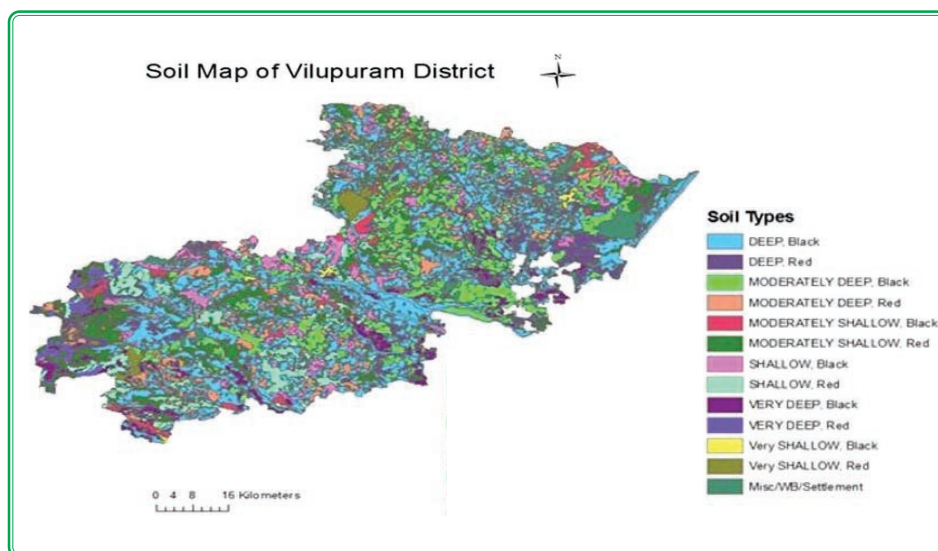 Soil Map of Vilupuram District
N
Soil Types
DEEP, Black
DEEP, Red
MODERATELY DEEP, Black
MODERATELY DEEP, Red
MODERATELY SHALLOW, Black
MODERATELY SHALLOW, Red
SHALLOW, Black
SHALLOW, Red
VERY DEEP, Black
VERY DEEP, Red
Very SHALLOW, Black
Very SHALLOW, Red
Misc/WB/Settlement
0 4 8 16 Kilometers